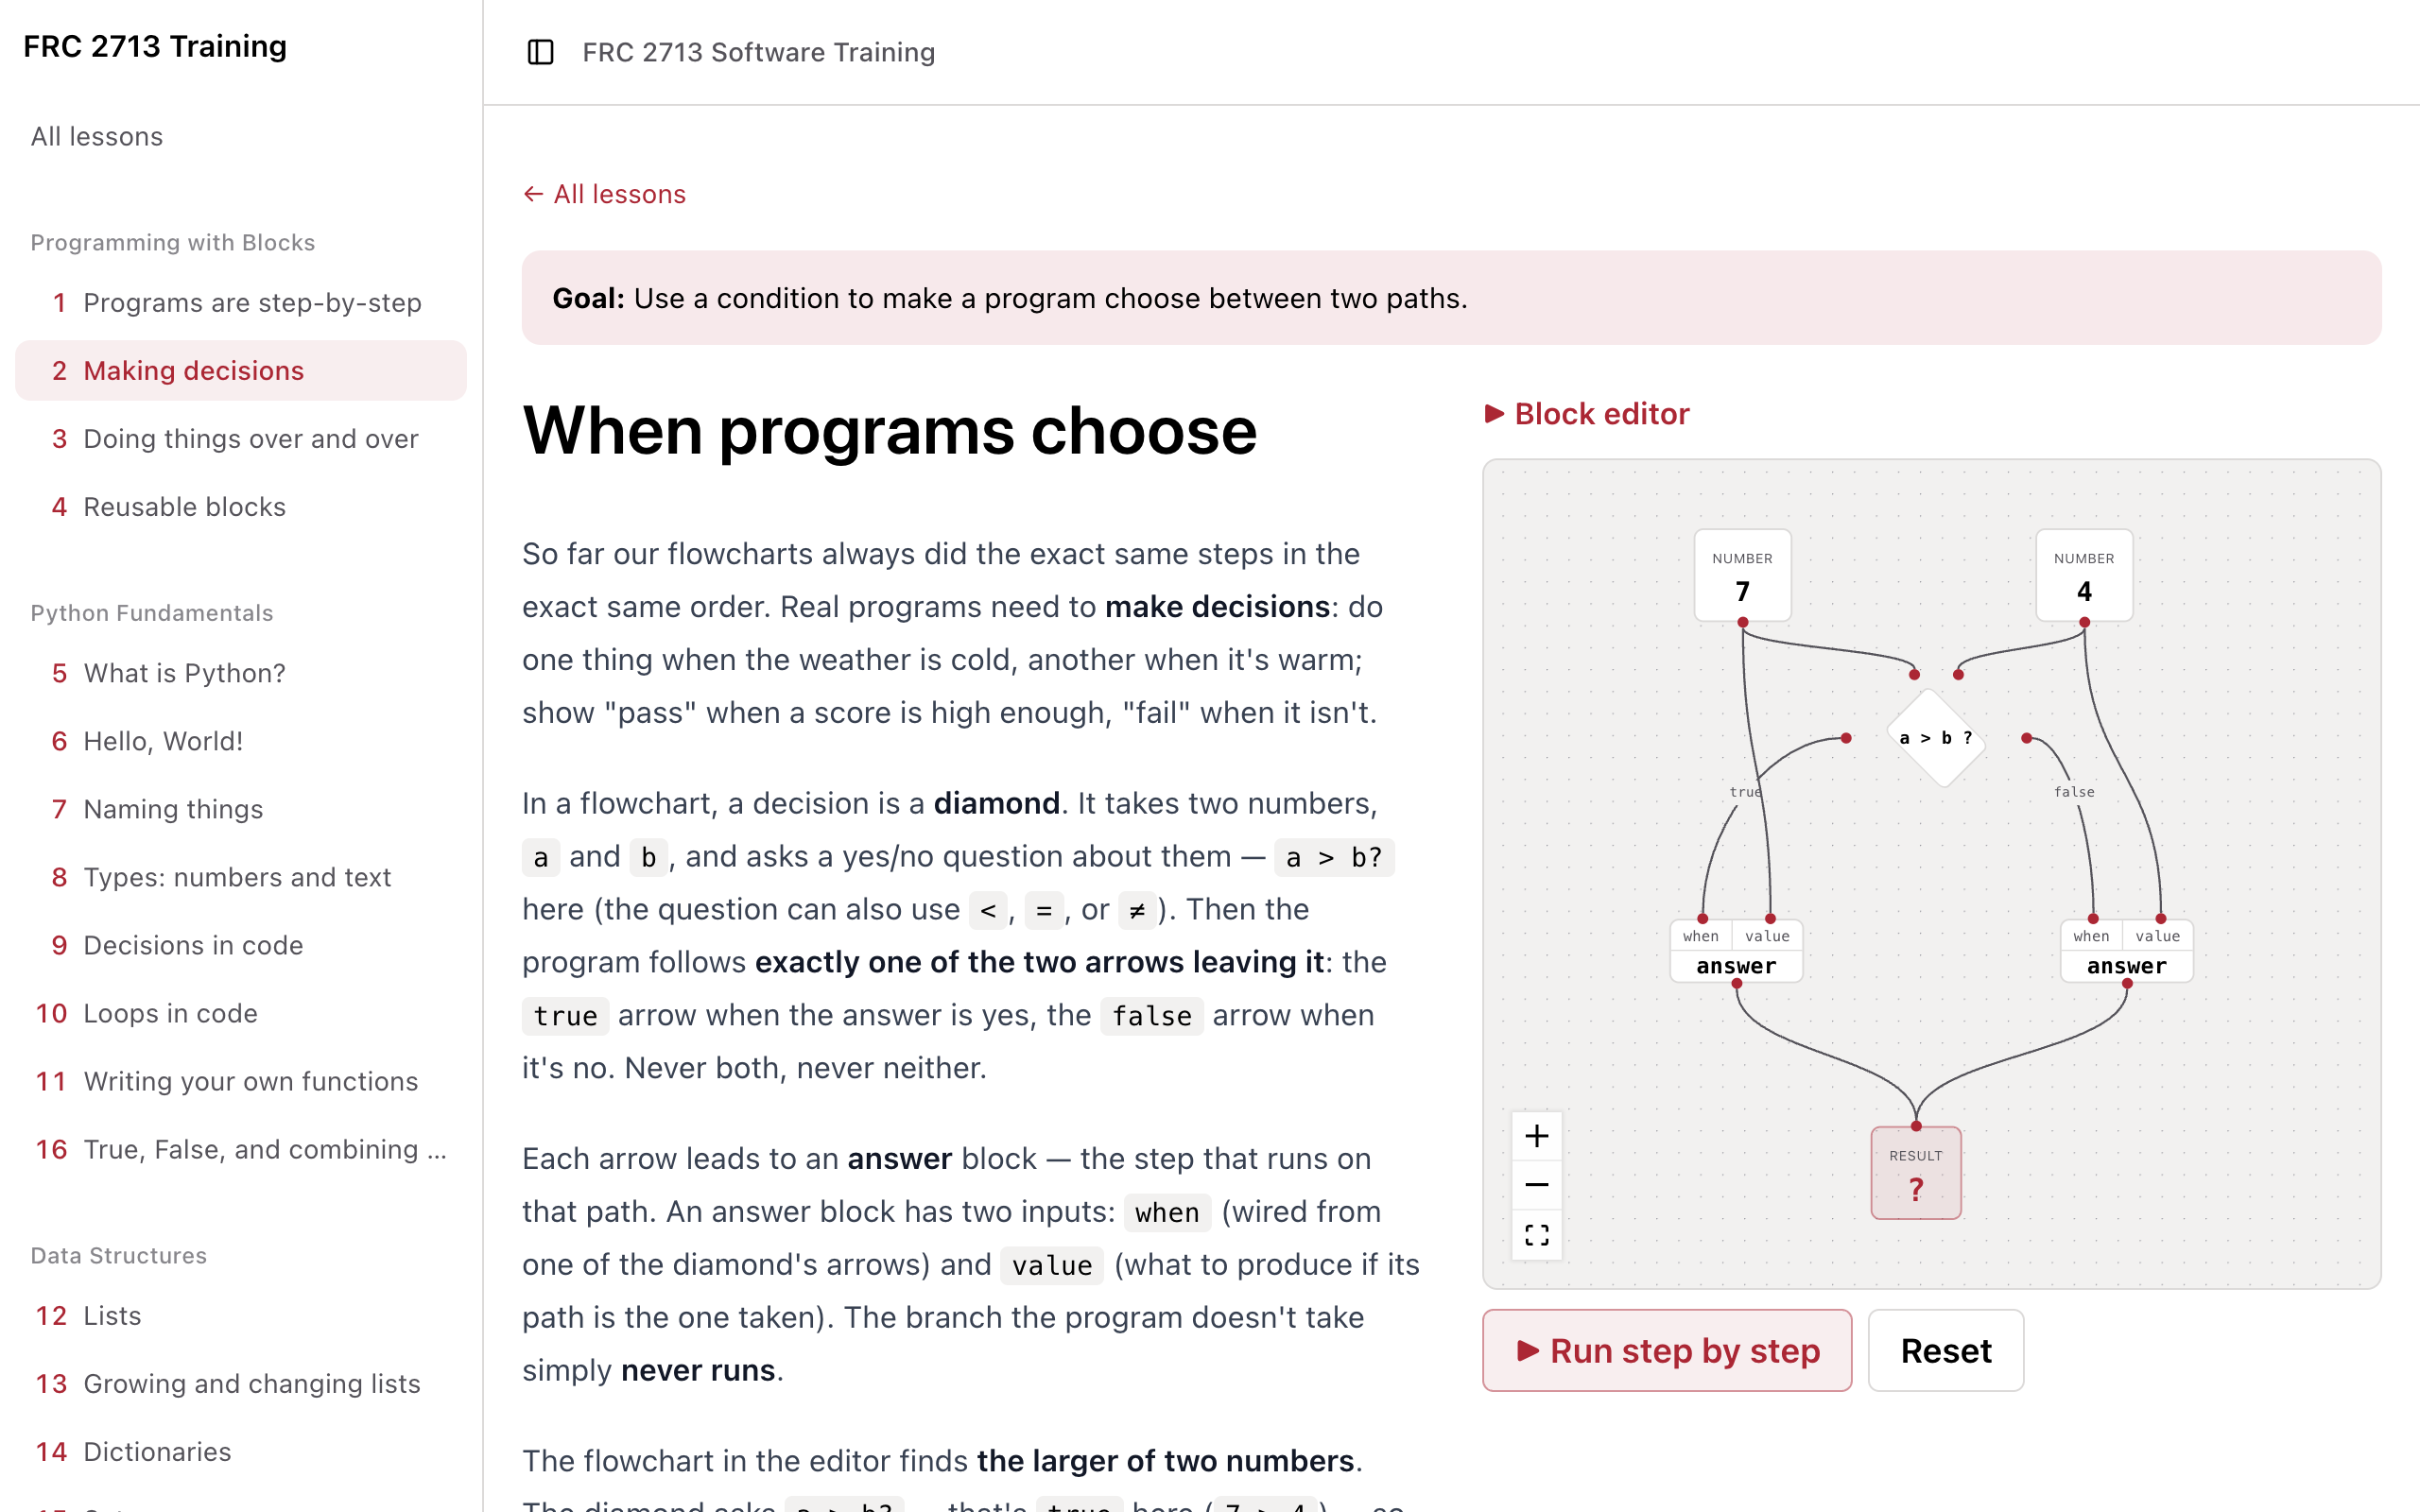 FRC 2713 Training
All lessons
Programming with Blocks
1 Programs are step-by-step
2 Making decisions
3 Doing things over and over
4 Reusable blocks
Python Fundamentals
5 What is Python?
6 Hello, World!
7 Naming things
8 Types: numbers and text
9 Decisions in code
10 Loops in code
11 Writing your own functions
16 True, False, and combining ...
Data Structures
12 Lists
13 Growing and changing lists
14 Dictionaries
FRC 2713 Software Training
← All lessons
Goal: Use a condition to make a program choose between two paths.
When programs choose
So far our flowcharts always did the exact same steps in the
exact same order. Real programs need to make decisions: do
one thing when the weather is cold, another when it's warm;
show "pass" when a score is high enough, "fail" when it isn't.
In a flowchart, a decision is a diamond. It takes two numbers,
a and b, and asks a yes/no question about them — a > b?
here (the question can also use <, =, or ≠). Then the
program follows exactly one of the two arrows leaving it: the
true arrow when the answer is yes, the false arrow when
it's no. Never both, never neither.
Each arrow leads to an answer block — the step that runs on
that path. An answer block has two inputs: when (wired from
one of the diamond's arrows) and value (what to produce if its
path is the one taken). The branch the program doesn't take
simply never runs.
The flowchart in the editor finds the larger of two numbers.
The diamond asks a > b? — that's true here (7 > 4) — so
▶ Block editor
NUMBER
7
NUMBER
4
a > b ?
true
false
when value
answer
when value
answer
RESULT
?
▶ Run step by step
Reset